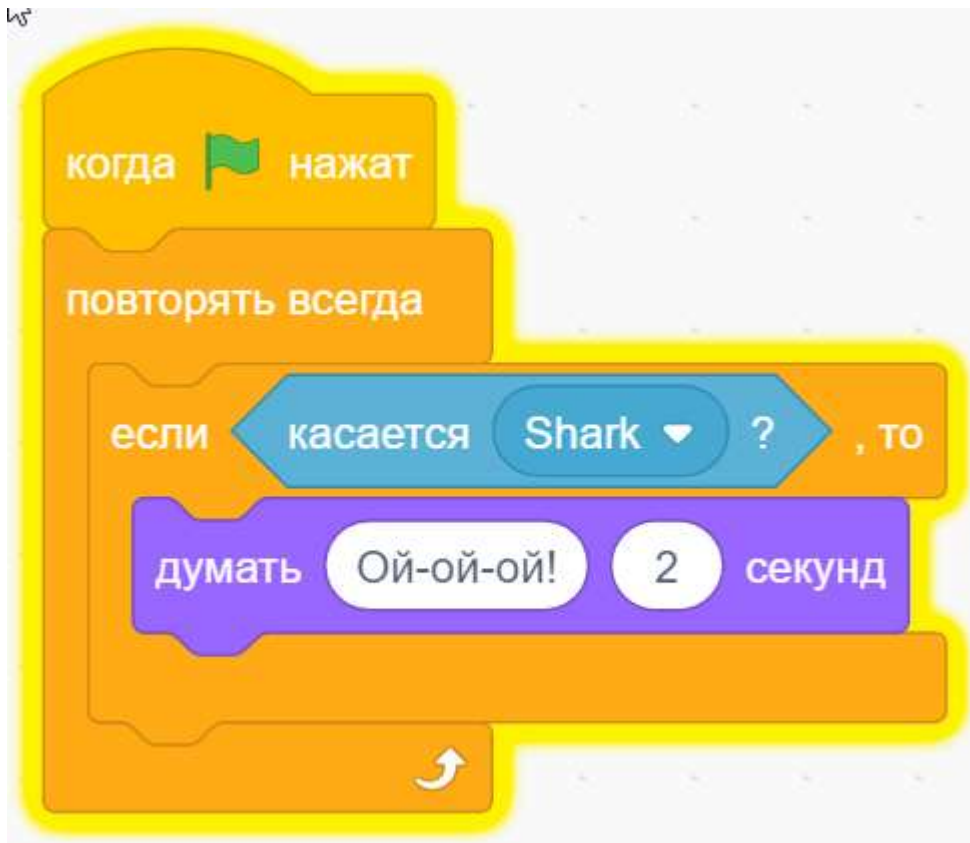 когда нажат
повторять всегда
если касается Shark ? , то
думать Ой-ой-ой! 2 секунд